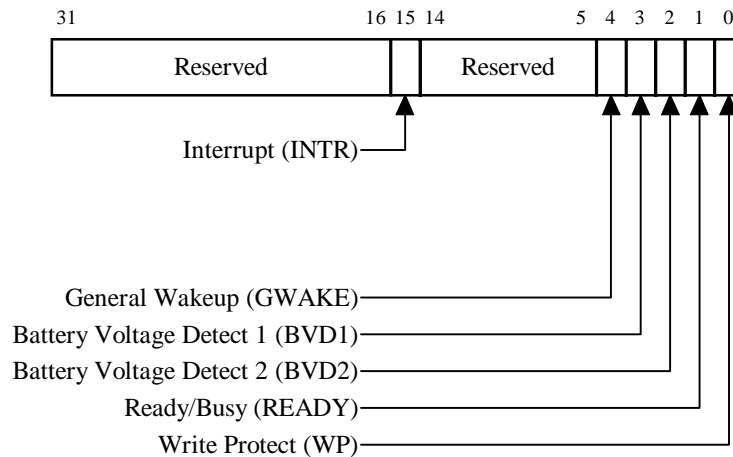 31 16 15 14 5 4 3 2 1 0
Reserved Reserved
Interrupt (INTR)
General Wakeup (GWAKE)
Battery Voltage Detect 1 (BVD1)
Battery Voltage Detect 2 (BVD2)
Ready/Busy (READY)
Write Protect (WP)